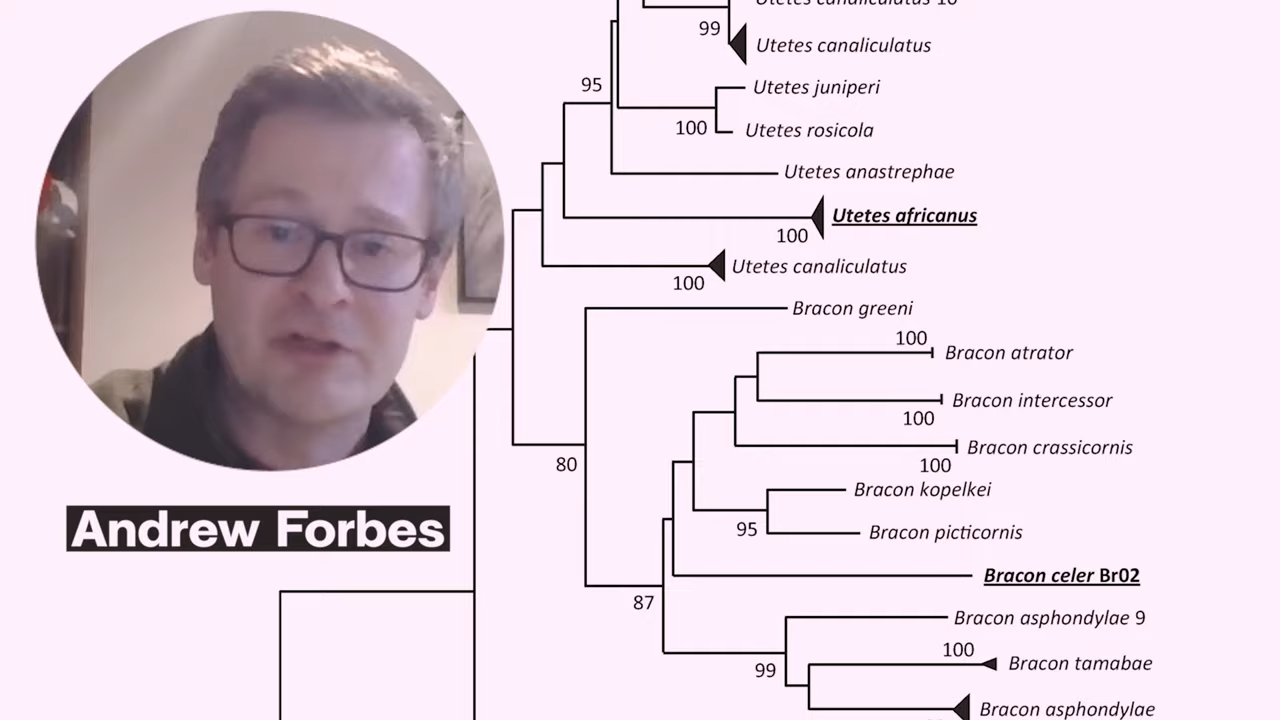 Utetes canaliculatus
99
Utetes canaliculatus
95
Utetes juniperi
100
Utetes rosicola
Utetes anastrephae
Utetes africanus
100
Utetes canaliculatus
100
Bracon greeni
100
Bracon atrator
Bracon intercessor
100
Bracon crassicornis
100
80
Bracon kopelkei
95
Bracon picticornis
Andrew Forbes
Bracon celer Br02
87
Bracon asphondylae 9
100
Bracon tamabae
99
Bracon asphondylae